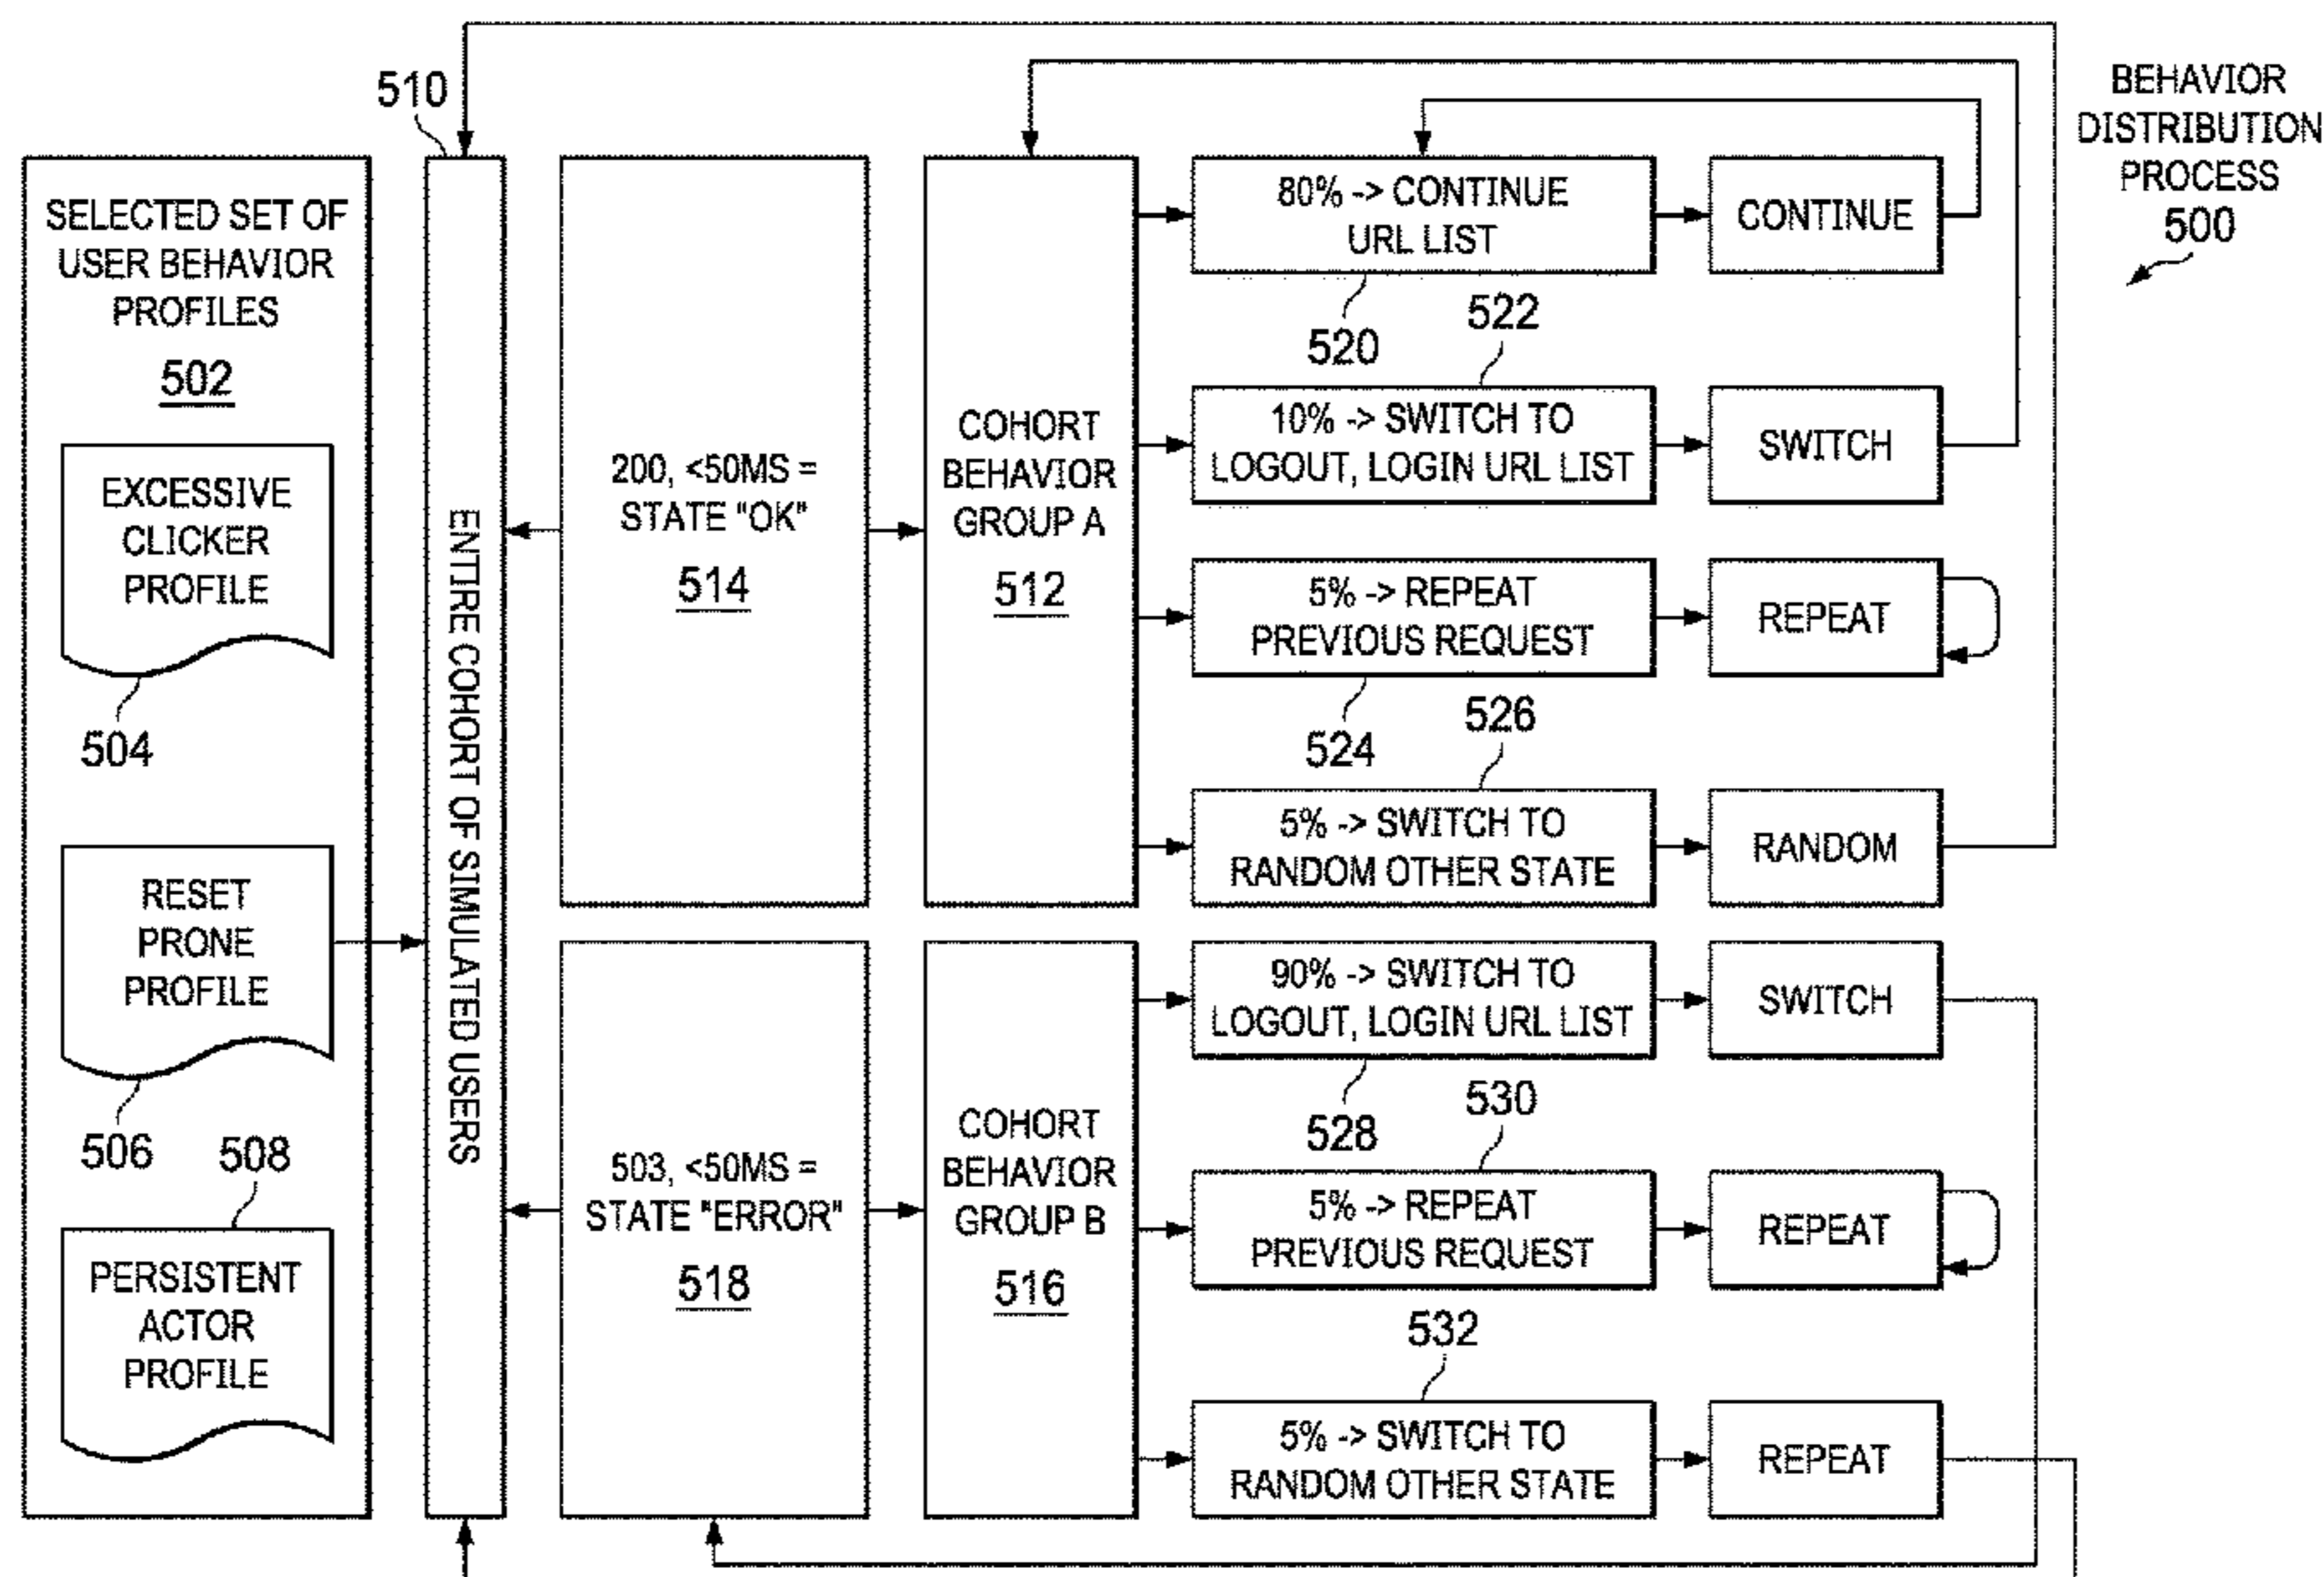 BEHAVIOR
DISTRIBUTION
PROCESS
500
510
SELECTED SET OF
USER BEHAVIOR
PROFILES
502
EXCESSIVE
CLICKER
PROFILE
504
RESET
PRONE
PROFILE
506
508
PERSISTENT
ACTOR
PROFILE
ENTIRE COHORT OF SIMULATED USERS
200, <50MS =
STATE "OK"
514
COHORT
BEHAVIOR
GROUP A
512
80% -> CONTINUE
URL LIST
520
CONTINUE
522
10% -> SWITCH TO
LOGOUT, LOGIN URL LIST
SWITCH
5% -> REPEAT
PREVIOUS REQUEST
524
REPEAT
526
5% -> SWITCH TO
RANDOM OTHER STATE
RANDOM
503, <50MS =
STATE "ERROR"
518
COHORT
BEHAVIOR
GROUP B
516
90% -> SWITCH TO
LOGOUT, LOGIN URL LIST
528
SWITCH
530
5% -> REPEAT
PREVIOUS REQUEST
REPEAT
532
5% -> SWITCH TO
RANDOM OTHER STATE
REPEAT